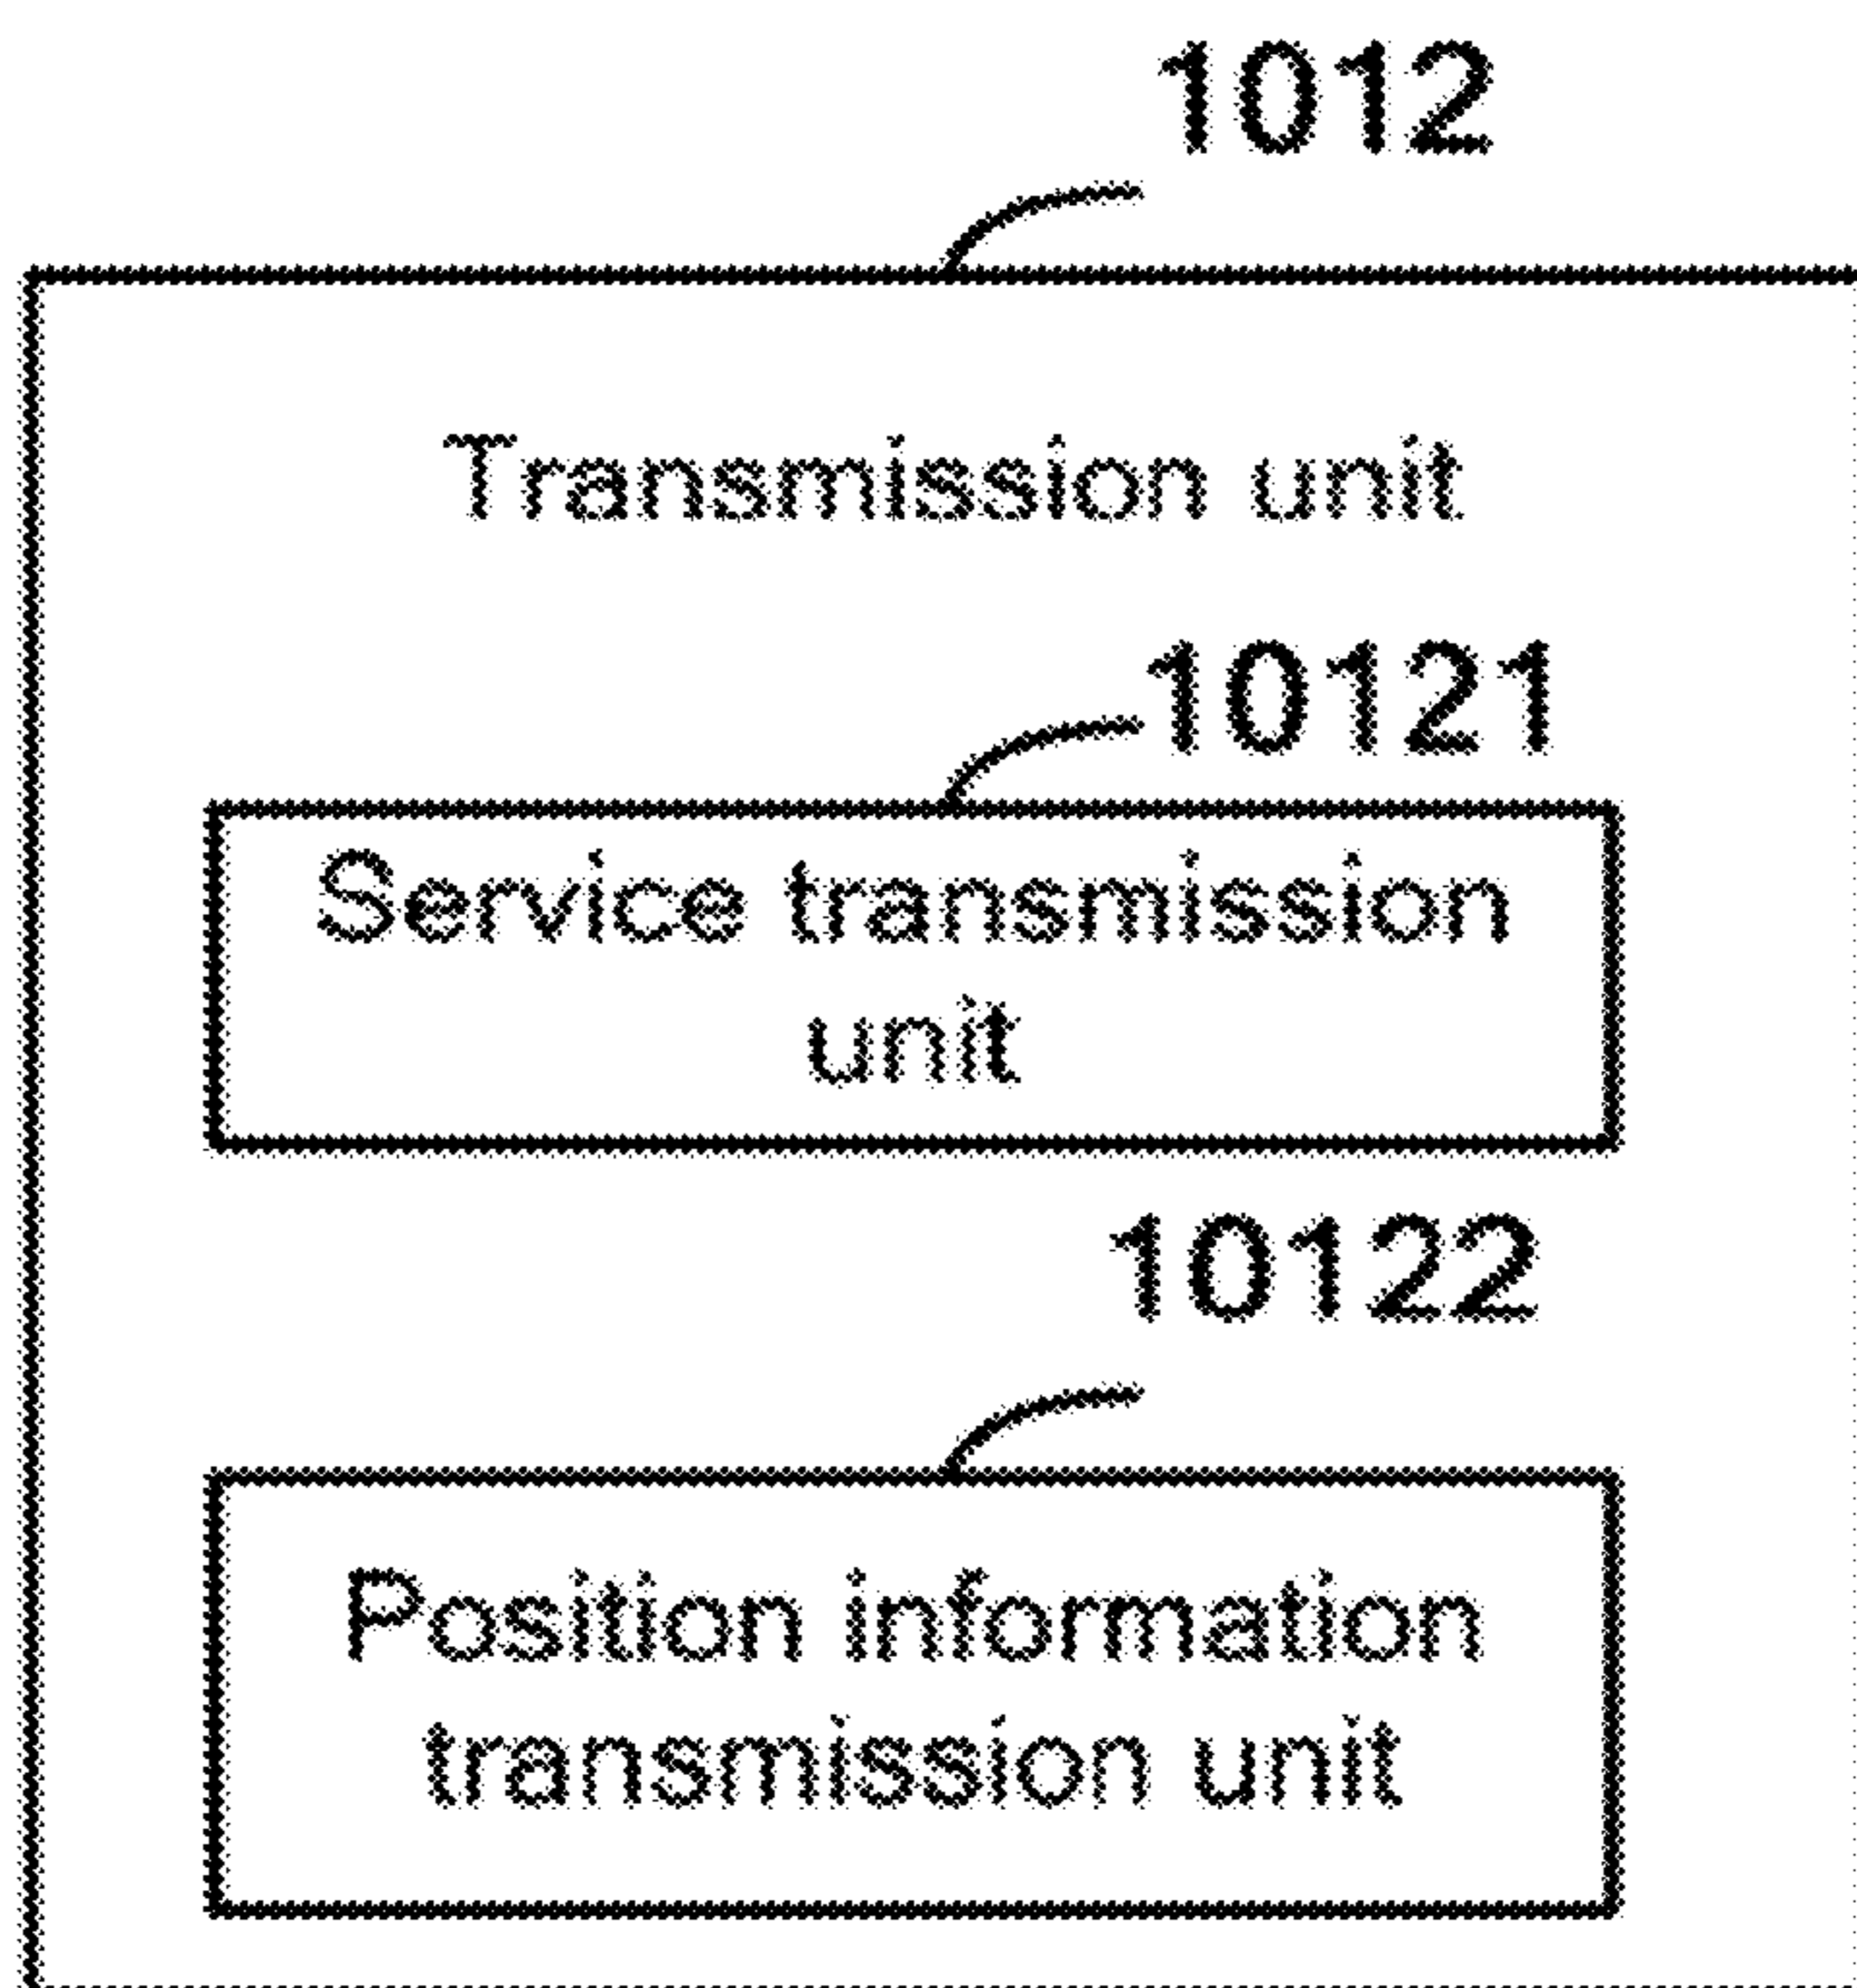 1012
Transmission unit
10121
Service transmission
unit
10122
Position information
transmission unit